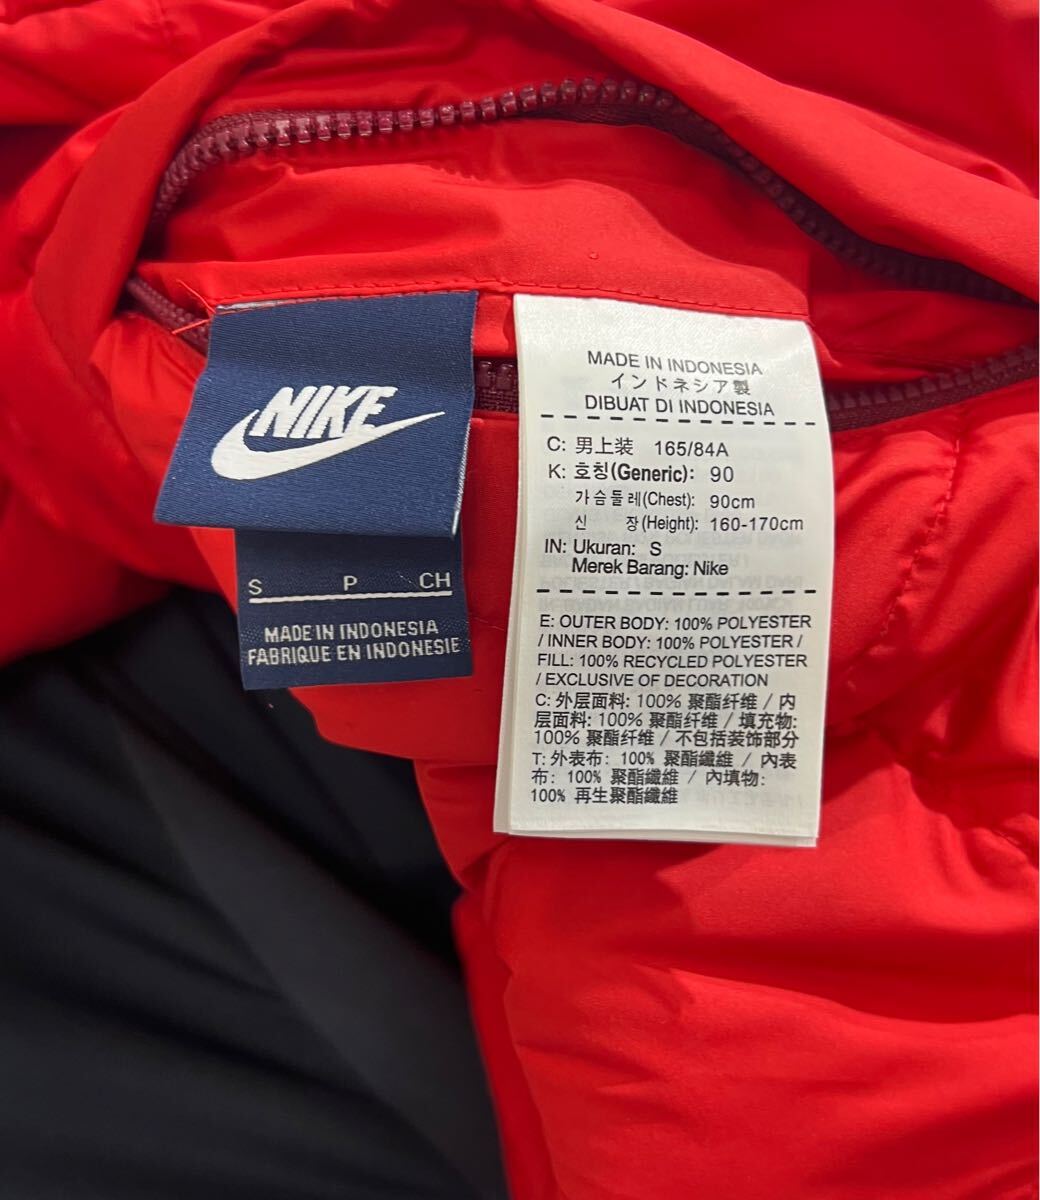 NIKE
S P CH
MADE IN INDONESIA
FABRIQUE EN INDONESIE
MADE IN INDONESIA
インドネシア製
DIBUAT DI INDONESIA
C: 男上装 165/84A
K: 호칭(Generic): 90
가슴둘레(Chest): 90cm
신 장(Height): 160-170cm
IN: Ukuran: S
Merek Barang: Nike
E: OUTER BODY: 100% POLYESTER
/ INNER BODY: 100% POLYESTER /
FILL: 100% RECYCLED POLYESTER
/ EXCLUSIVE OF DECORATION
C: 外层面料: 100% 聚酯纤维 / 内
层面料: 100% 聚酯纤维 / 填充物:
100% 聚酯纤维 / 不包括装饰部分
T: 外表布: 100% 聚酯纖維 / 內表
布: 100% 聚酯纖維 / 內填物:
100% 再生聚酯纖維